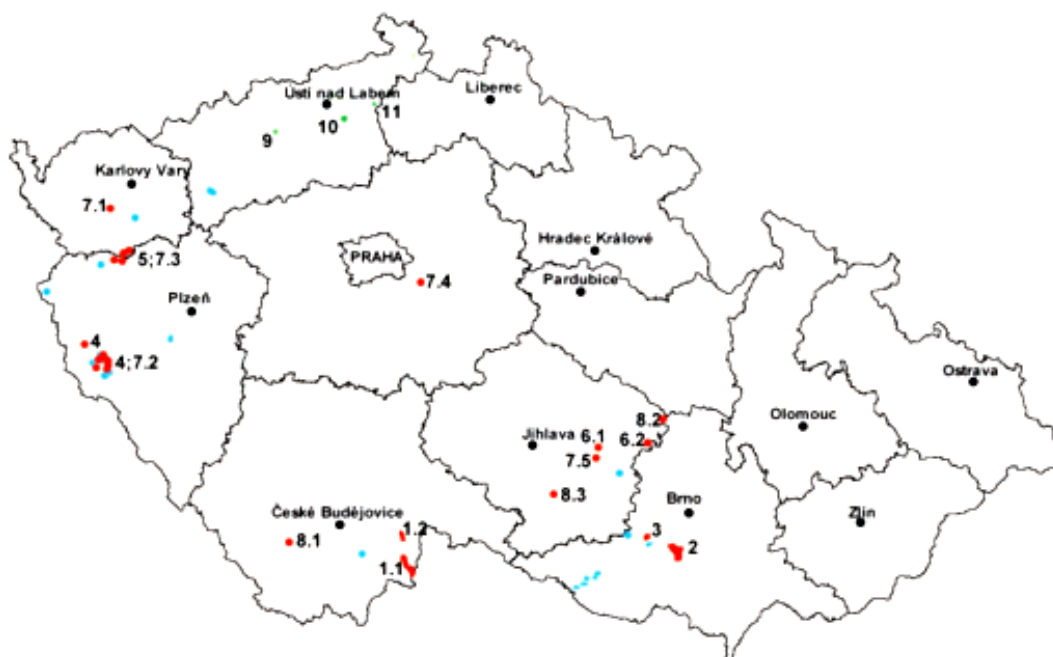 Liberec
Ústí nad Labem
11
10
9
Karlovy Vary
7.1
Hradec Králové
5;7.3
PRAHA
7.4
Pardubice
Plzeň
4
4;7.2
Ostrava
8.2
Olomouc
Jihlava
6.1
6.2
7.5
8.3
Brno
České Budějovice
Zlín
1.2
8.1
3
2
1.1